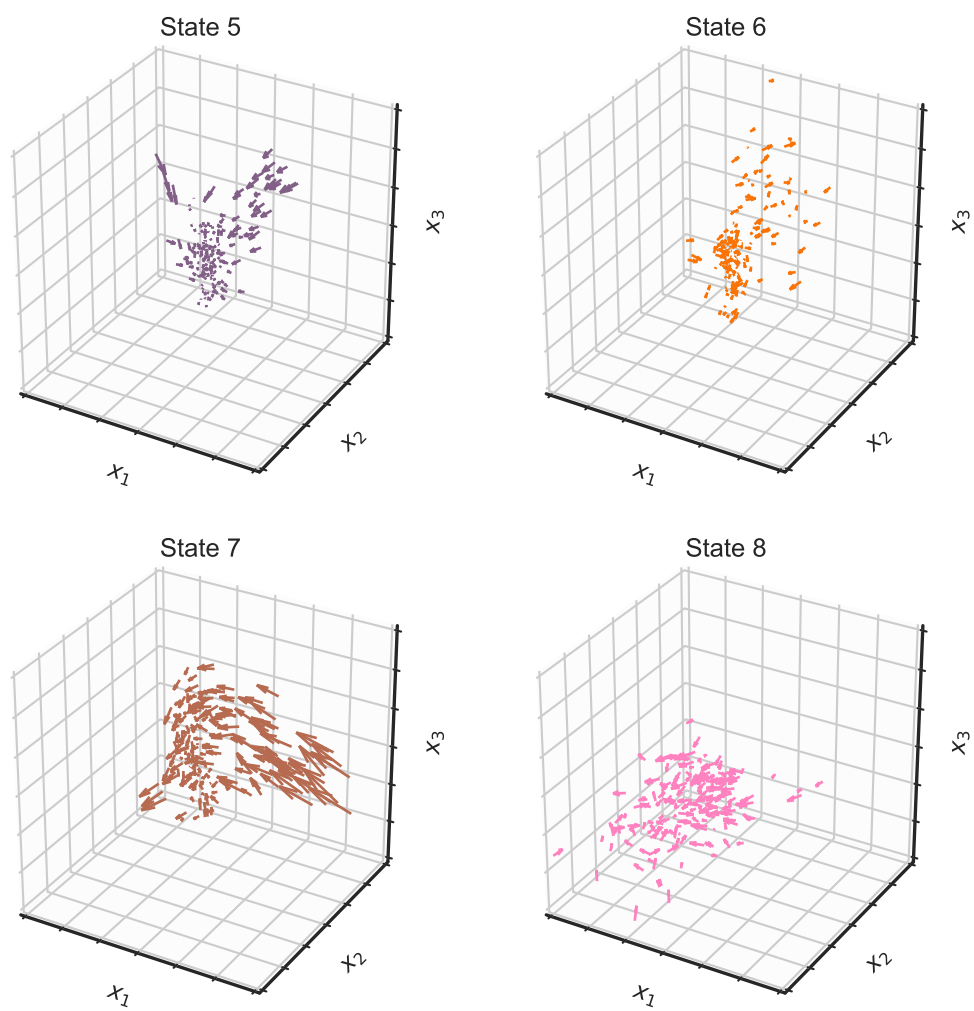 State 5
State 6
x₃
x₃
x₂
x₂
x₁
x₁
State 7
State 8
x₃
x₃
x₂
x₂
x₁
x₁